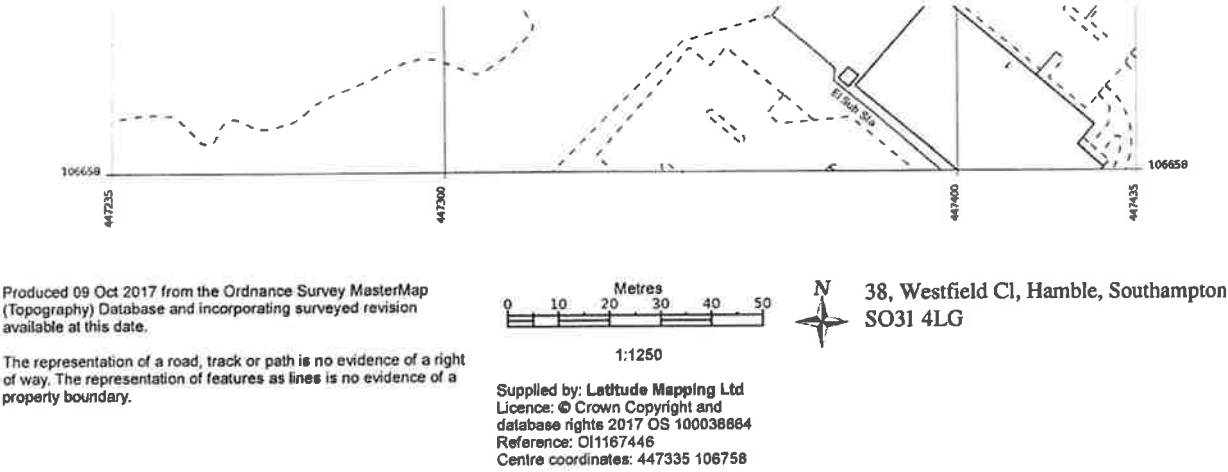 El Sub Sta
106658
106658
447235
447300
447400
447435
Produced 09 Oct 2017 from the Ordnance Survey MasterMap
(Topography) Database and incorporating surveyed revision
available at this date.
The representation of a road, track or path is no evidence of a right
of way. The representation of features as lines is no evidence of a
property boundary.
Metres
0 10 20 30 40 50
1:1250
Supplied by: Latitude Mapping Ltd
Licence: © Crown Copyright and
database rights 2017 OS 100038864
Reference: OI1167446
Centre coordinates: 447335 106758
N
38, Westfield Cl, Hamble, Southampton
SO31 4LG